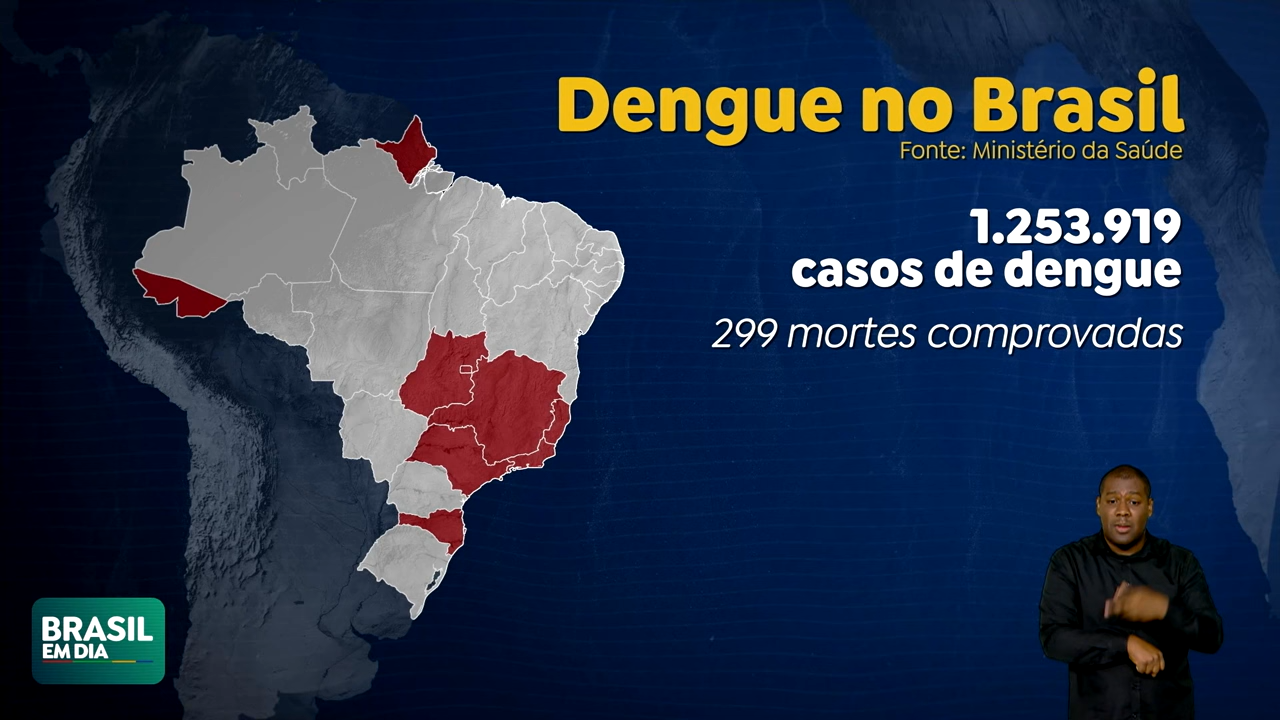 Dengue no Brasil
Fonte: Ministério da Saúde
1.253.919
casos de dengue
299 mortes comprovadas
BRASIL
EM DIA